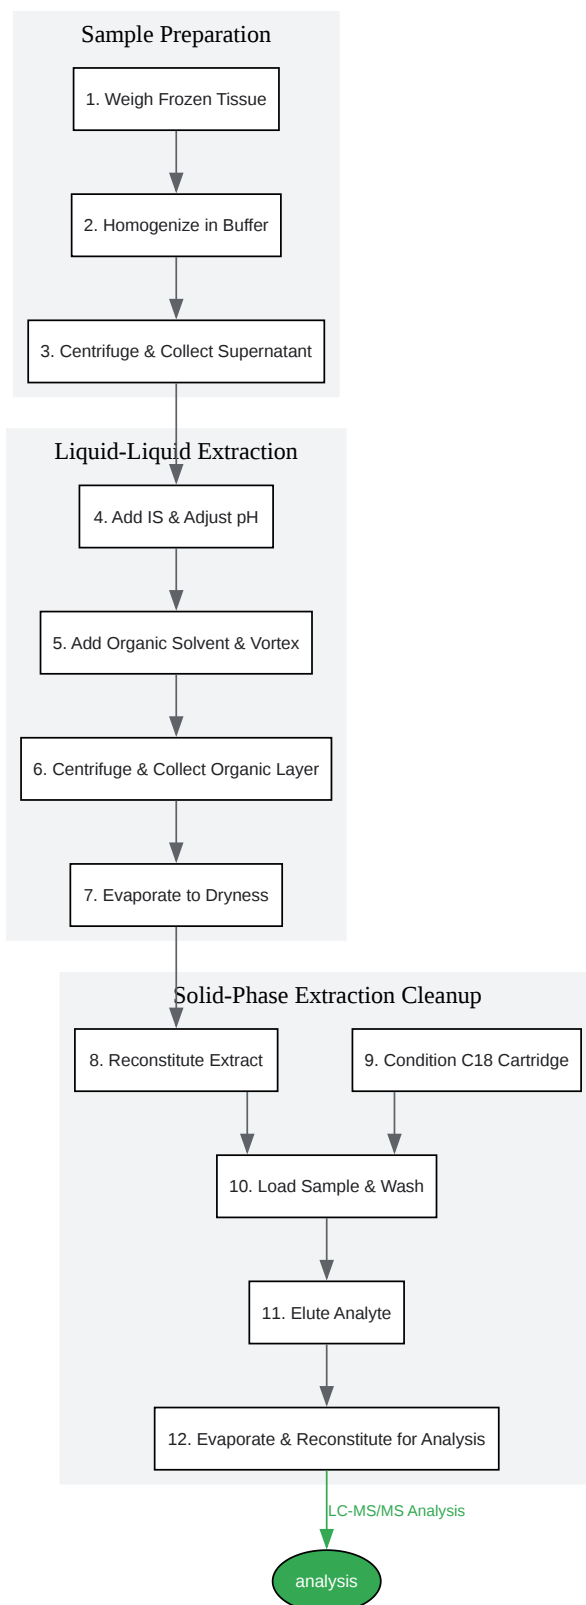 Sample Preparation
1. Weigh Frozen Tissue
2. Homogenize in Buffer
3. Centrifuge & Collect Supernatant
Liquid-Liquid Extraction
4. Add IS & Adjust pH
5. Add Organic Solvent & Vortex
6. Centrifuge & Collect Organic Layer
7. Evaporate to Dryness
Solid-Phase Extraction Cleanup
8. Reconstitute Extract
9. Condition C18 Cartridge
10. Load Sample & Wash
11. Elute Analyte
12. Evaporate & Reconstitute for Analysis
LC-MS/MS Analysis
analysis